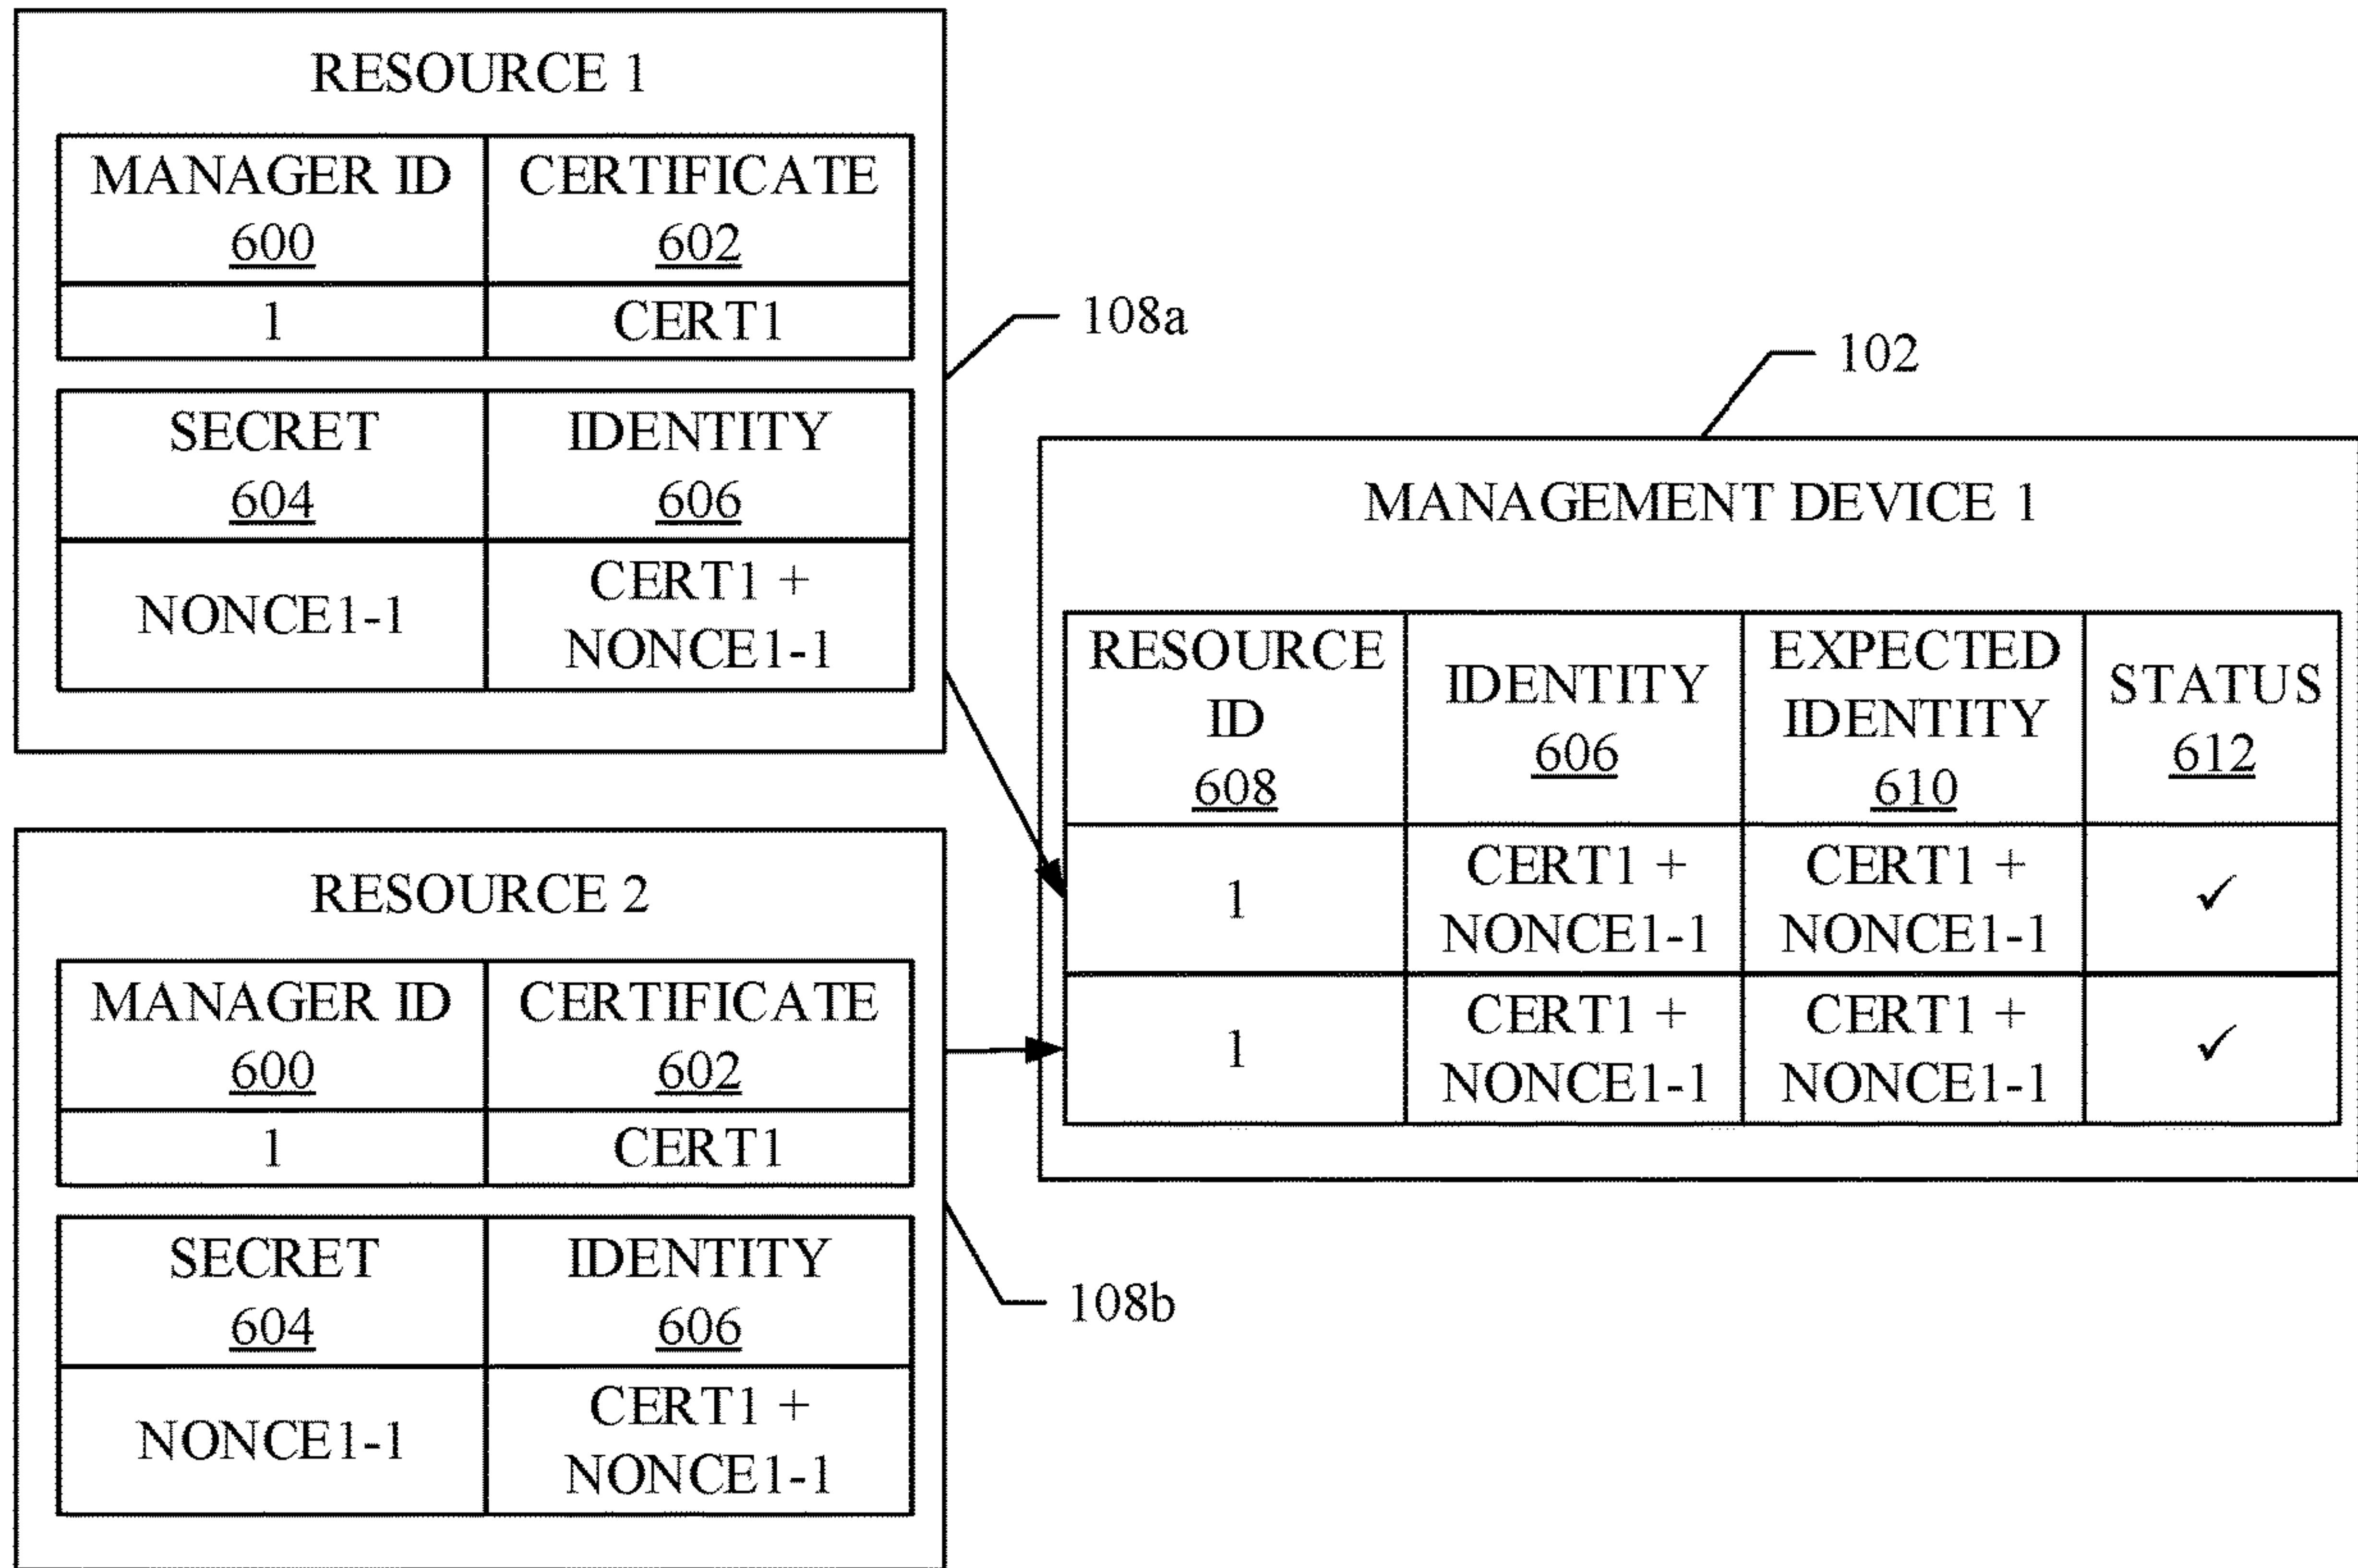 RESOURCE 1
MANAGER ID
600
CERTIFICATE
602
1
CERT1
SECRET
604
IDENTITY
606
NONCE1-1
CERT1 +
NONCE1-1
108a
RESOURCE 2
MANAGER ID
600
CERTIFICATE
602
1
CERT1
SECRET
604
IDENTITY
606
NONCE1-1
CERT1 +
NONCE1-1
108b
102
MANAGEMENT DEVICE 1
RESOURCE
ID
608
IDENTITY
606
EXPECTED
IDENTITY
610
STATUS
612
1
CERT1 +
NONCE1-1
CERT1 +
NONCE1-1
✓
1
CERT1 +
NONCE1-1
CERT1 +
NONCE1-1
✓